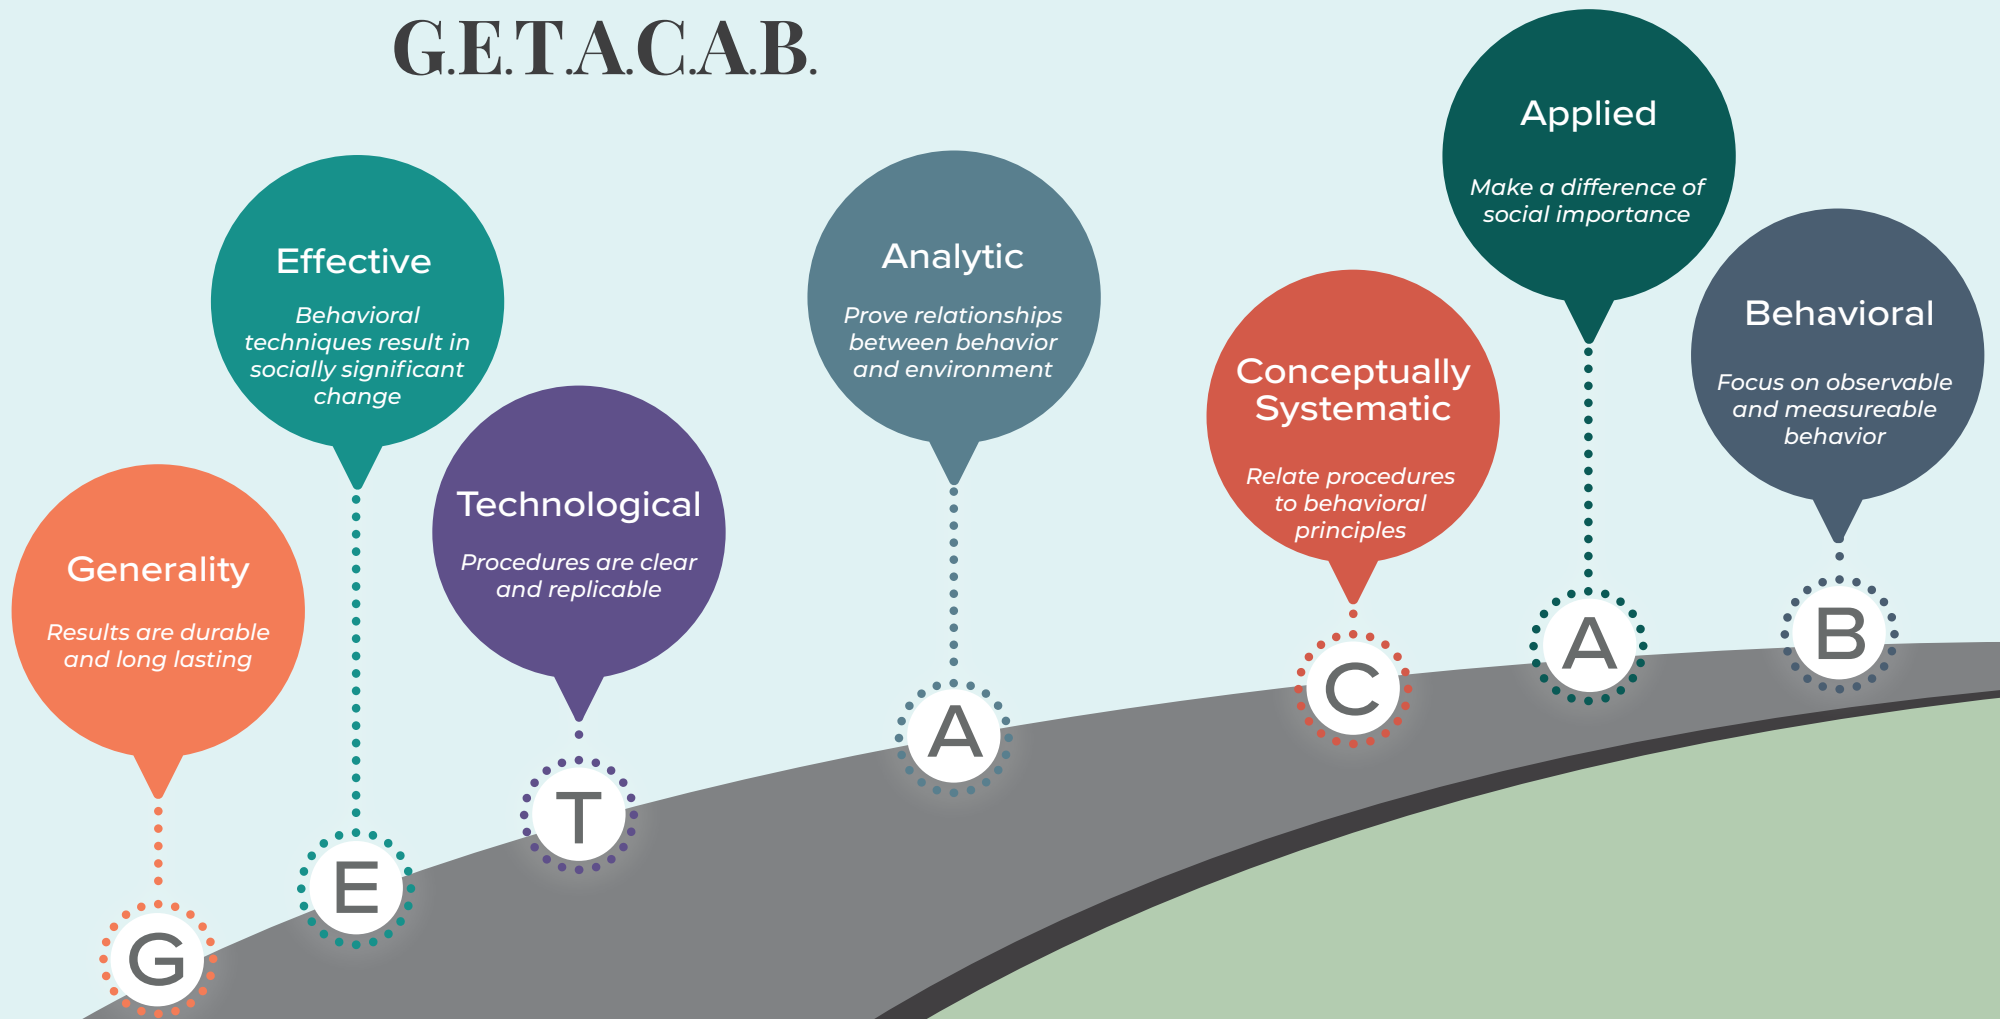 G.E.T.A.C.A.B.
Generality
Results are durable
and long lasting
G
Effective
Behavioral
techniques result in
socially significant
change
E
Technological
Procedures are clear
and replicable
T
Analytic
Prove relationships
between behavior
and environment
A
Conceptually
Systematic
Relate procedures
to behavioral
principles
C
Applied
Make a difference of
social importance
A
Behavioral
Focus on observable
and measureable
behavior
B